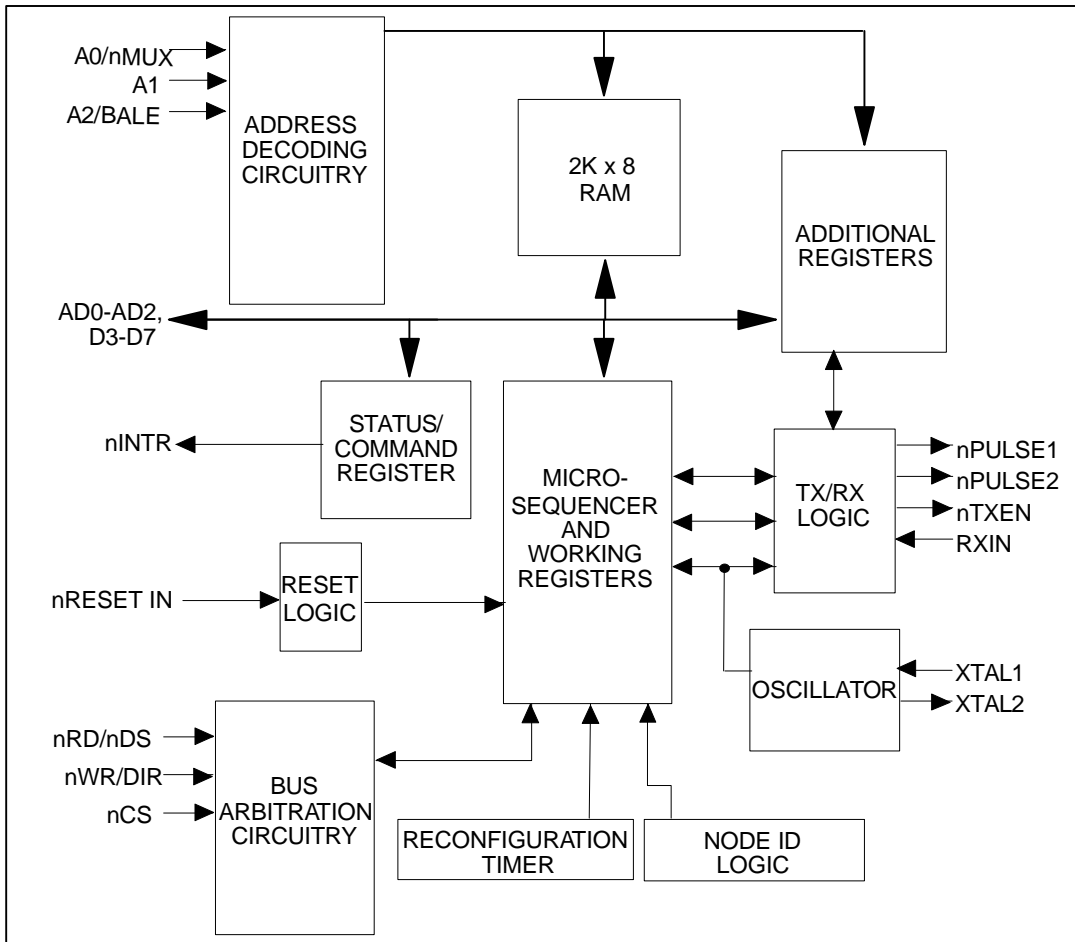 A0/nMUX
A1
A2/BALE
ADDRESS
DECODING
CIRCUITRY
2K x 8
RAM
ADDITIONAL
REGISTERS
AD0-AD2,
D3-D7
nINTR
STATUS/
COMMAND
REGISTER
MICRO-
SEQUENCER
AND
WORKING
REGISTERS
TX/RX
LOGIC
nPULSE1
nPULSE2
nTXEN
RXIN
nRESET IN
RESET
LOGIC
OSCILLATOR
XTAL1
XTAL2
nRD/nDS
nWR/DIR
nCS
BUS
ARBITRATION
CIRCUITRY
RECONFIGURATION
TIMER
NODE ID
LOGIC